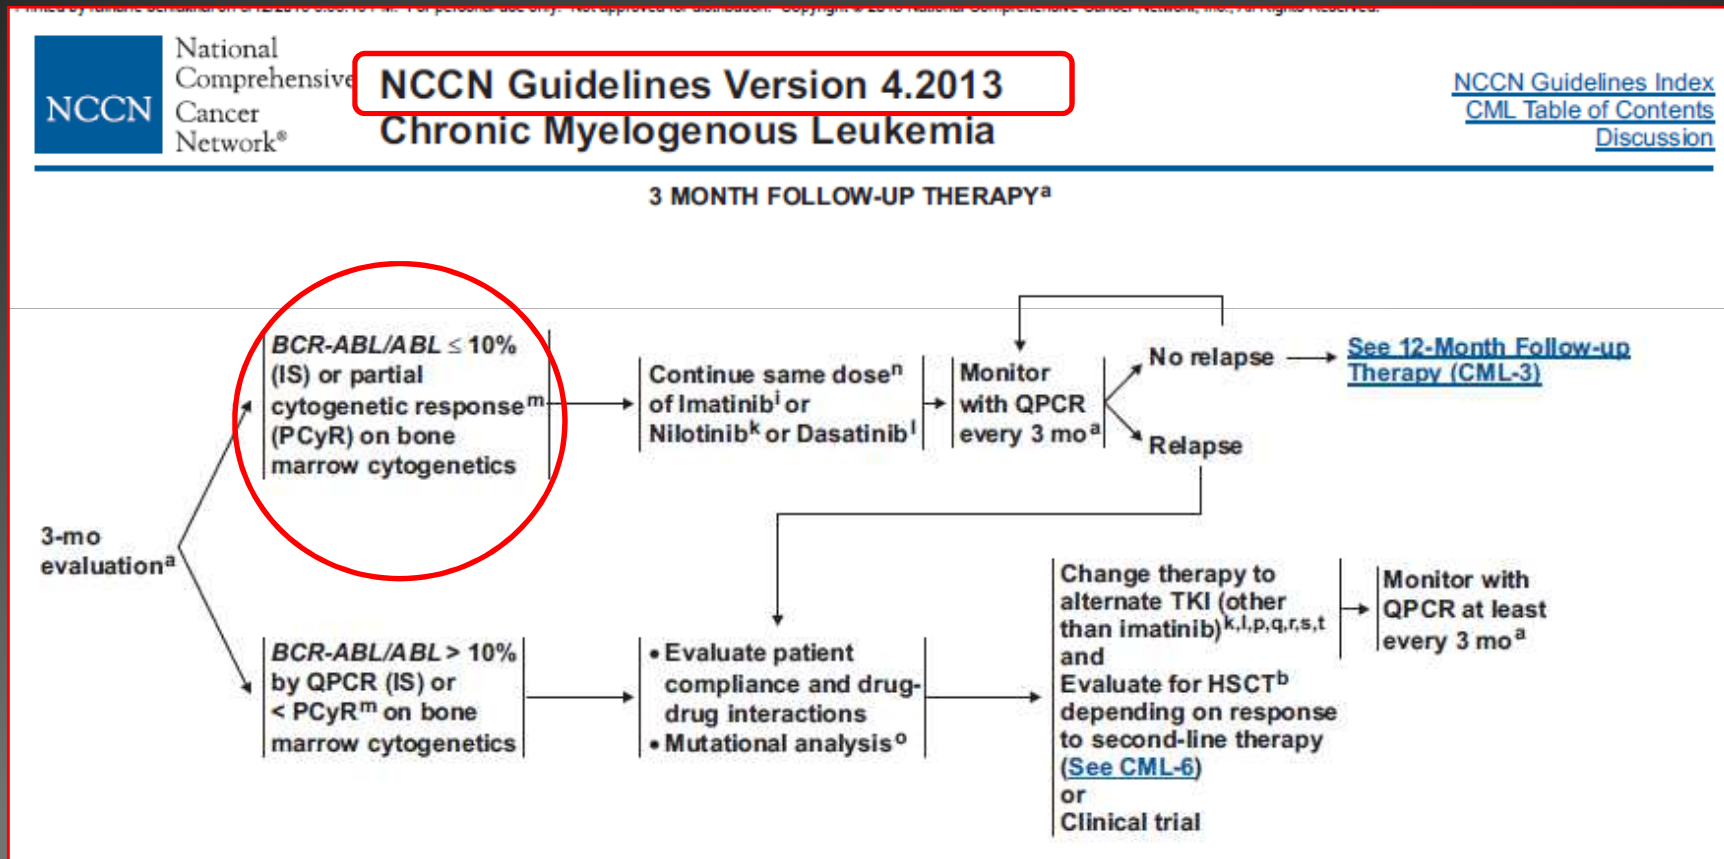 NCCN
National
Comprehensive
Cancer
Network®
NCCN Guidelines Version 4.2013
Chronic Myelogenous Leukemia
NCCN Guidelines Index
CML Table of Contents
Discussion
3 MONTH FOLLOW-UP THERAPYᵃ
3-mo
evaluationᵃ
BCR-ABL/ABL ≤ 10%
(IS) or partial
cytogenetic responseᵐ
(PCyR) on bone
marrow cytogenetics
Continue same doseⁿ
of Imatinibⁱ or
Nilotinibᵏ or Dasatinibˡ
Monitor
with QPCR
every 3 moᵃ
No relapse
See 12-Month Follow-up
Therapy (CML-3)
Relapse
BCR-ABL/ABL > 10%
by QPCR (IS) or
< PCyRᵐ on bone
marrow cytogenetics
• Evaluate patient
compliance and drug-
drug interactions
• Mutational analysisᵒ
Change therapy to
alternate TKI (other
than imatinib)k,l,p,q,r,s,t
and
Evaluate for HSCTᵇ
depending on response
to second-line therapy
(See CML-6)
or
Clinical trial
Monitor with
QPCR at least
every 3 moᵃ